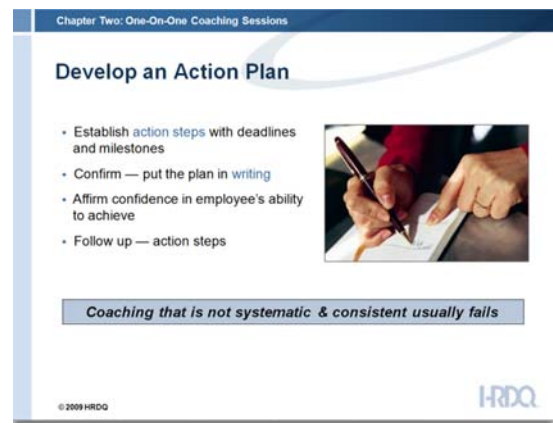 Chapter Two: One-On-One Coaching Sessions
Develop an Action Plan
• Establish action steps with deadlines
and milestones
• Confirm — put the plan in writing
• Affirm confidence in employee's ability
to achieve
• Follow up — action steps
Coaching that is not systematic & consistent usually fails
© 2009 HRDQ
HRDQ